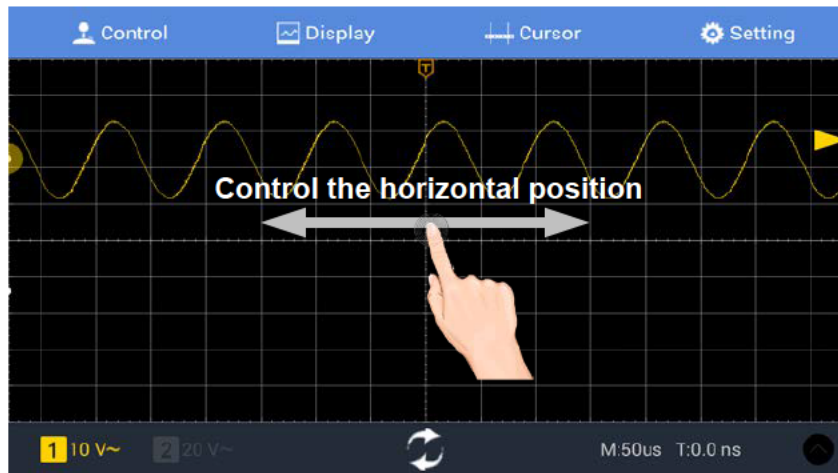 Control Display Cursor Setting
T
Control the horizontal position
1 10 V~ 2 20 V~ M:50us T:0.0 ns